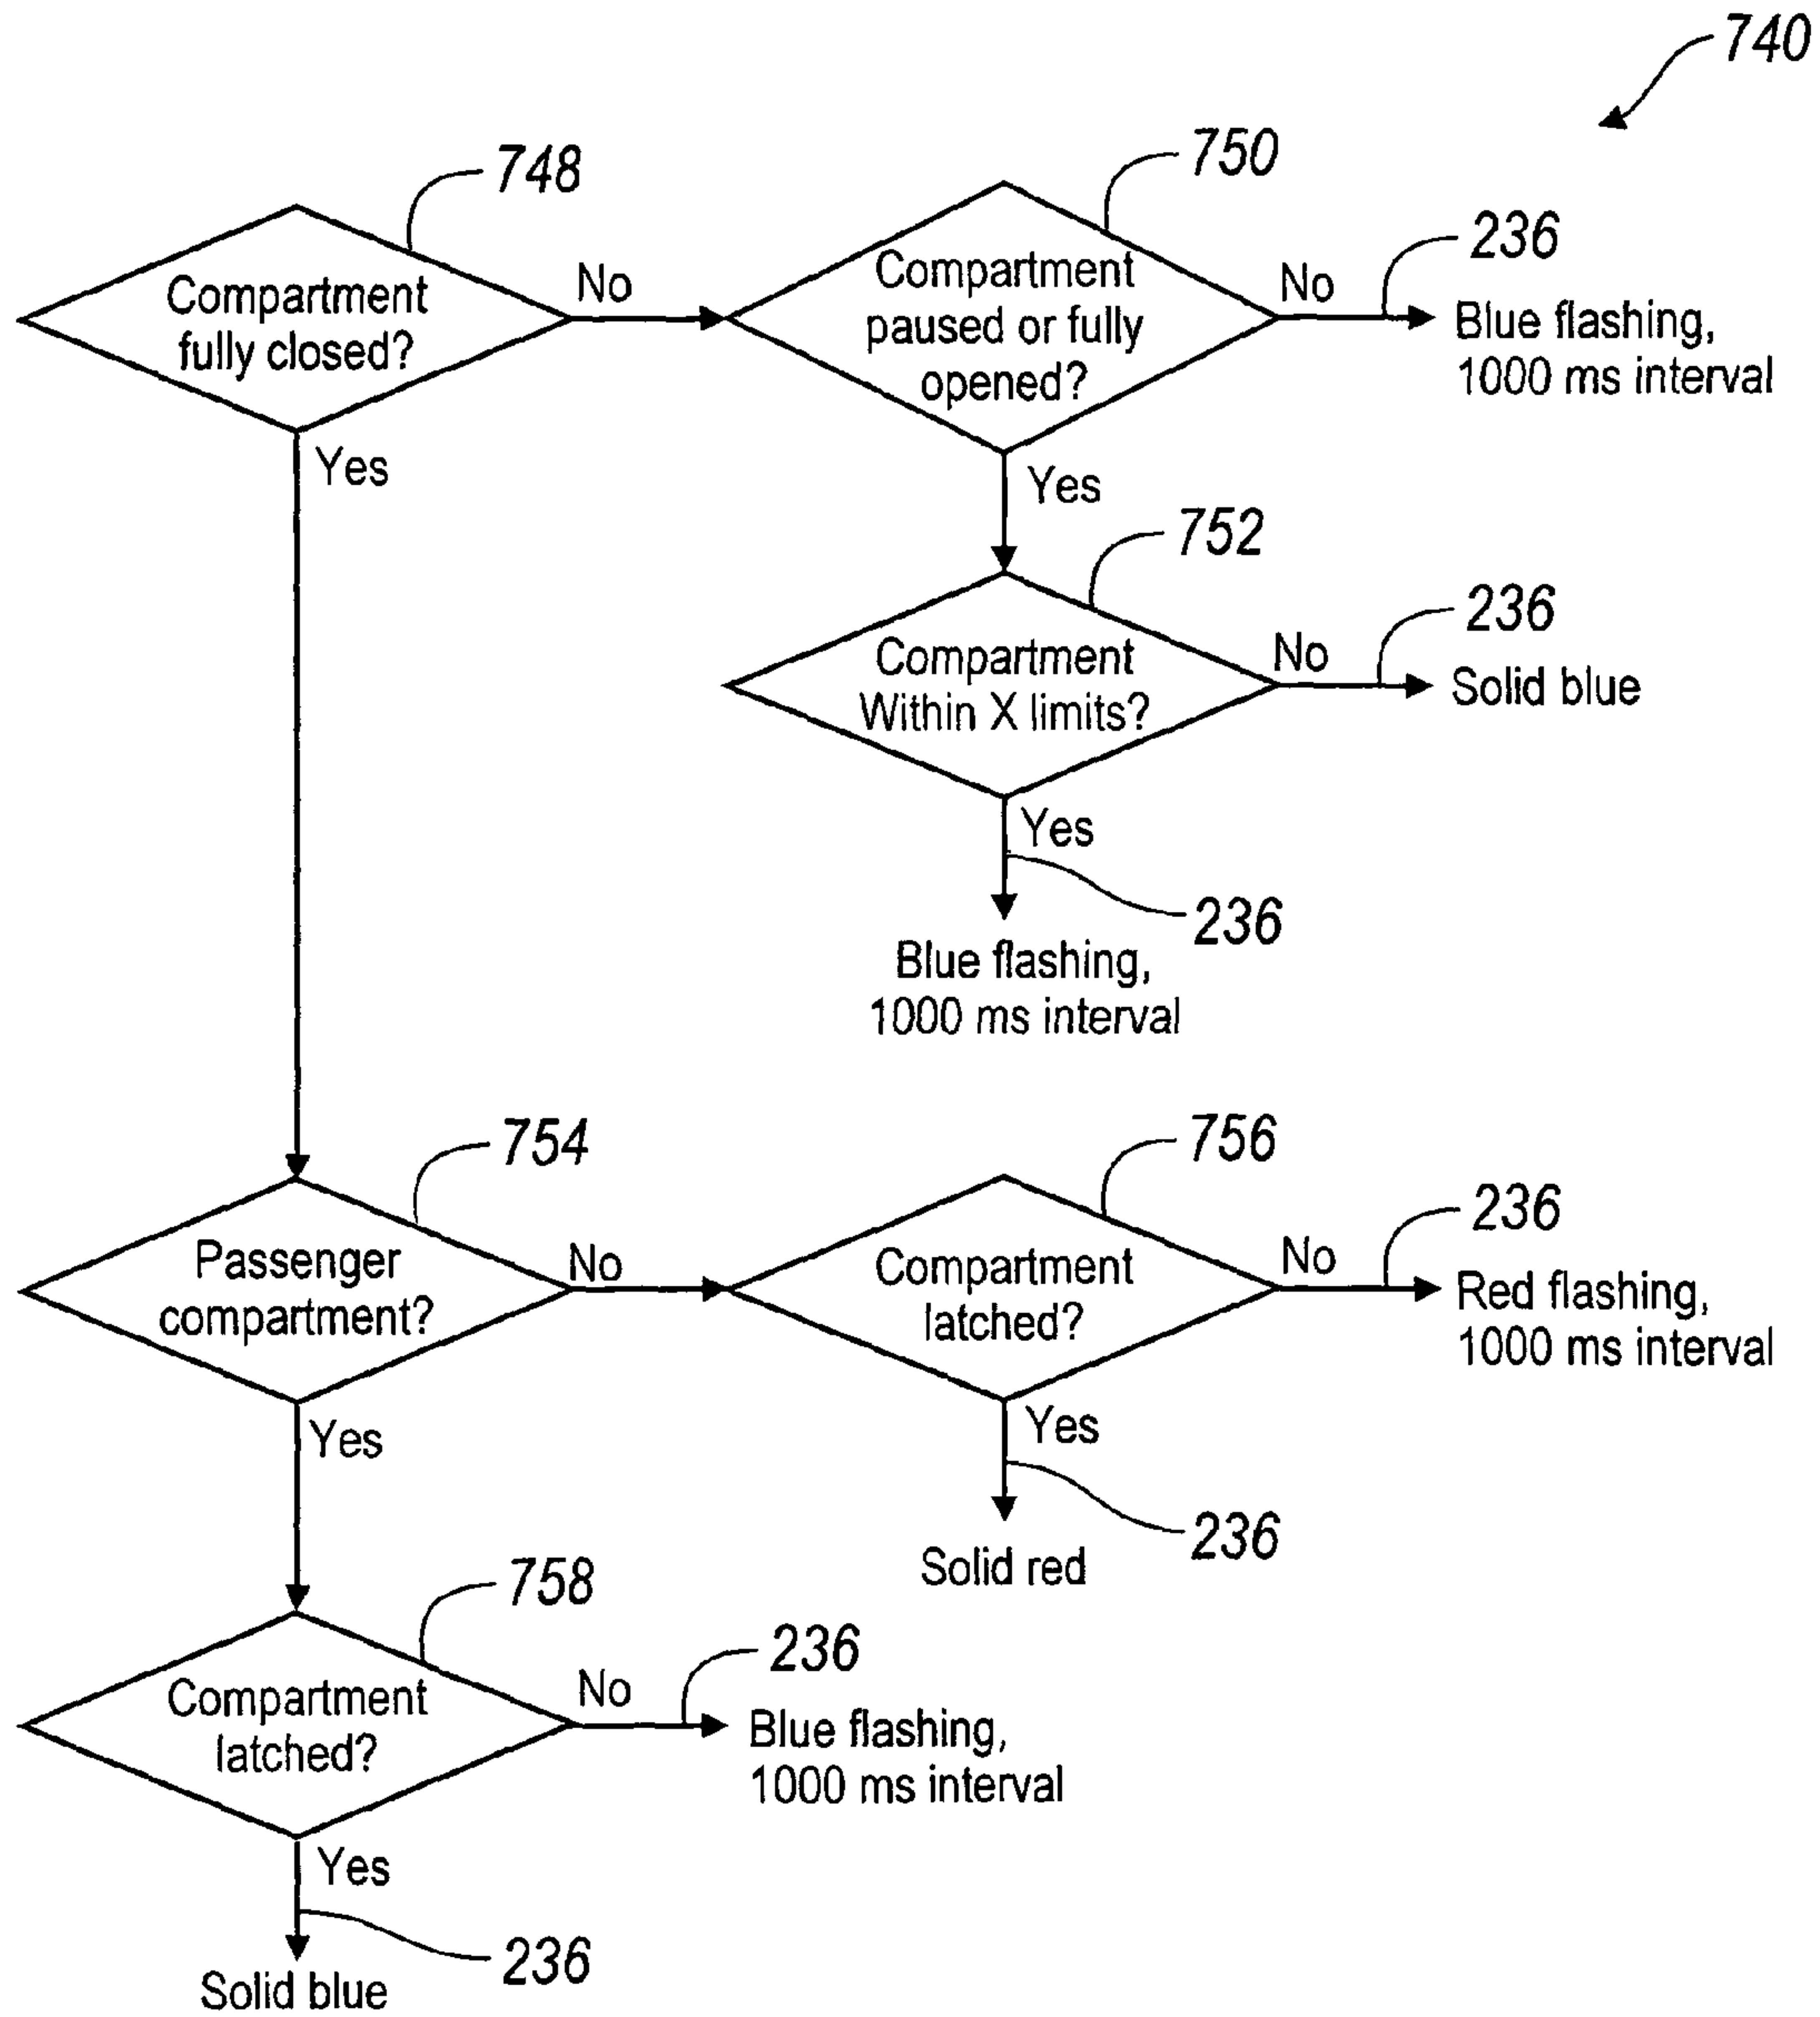 740
748
750
236
Compartment
fully closed?
No
Compartment
paused or fully
opened?
No
Blue flashing,
1000 ms interval
Yes
Yes
752
236
Compartment
Within X limits?
No
Solid blue
Yes
236
Blue flashing,
1000 ms interval
754
756
236
Passenger
compartment?
No
Compartment
latched?
No
Red flashing,
1000 ms interval
Yes
Yes
236
Solid red
758
236
Compartment
latched?
No
Blue flashing,
1000 ms interval
Yes
236
Solid blue